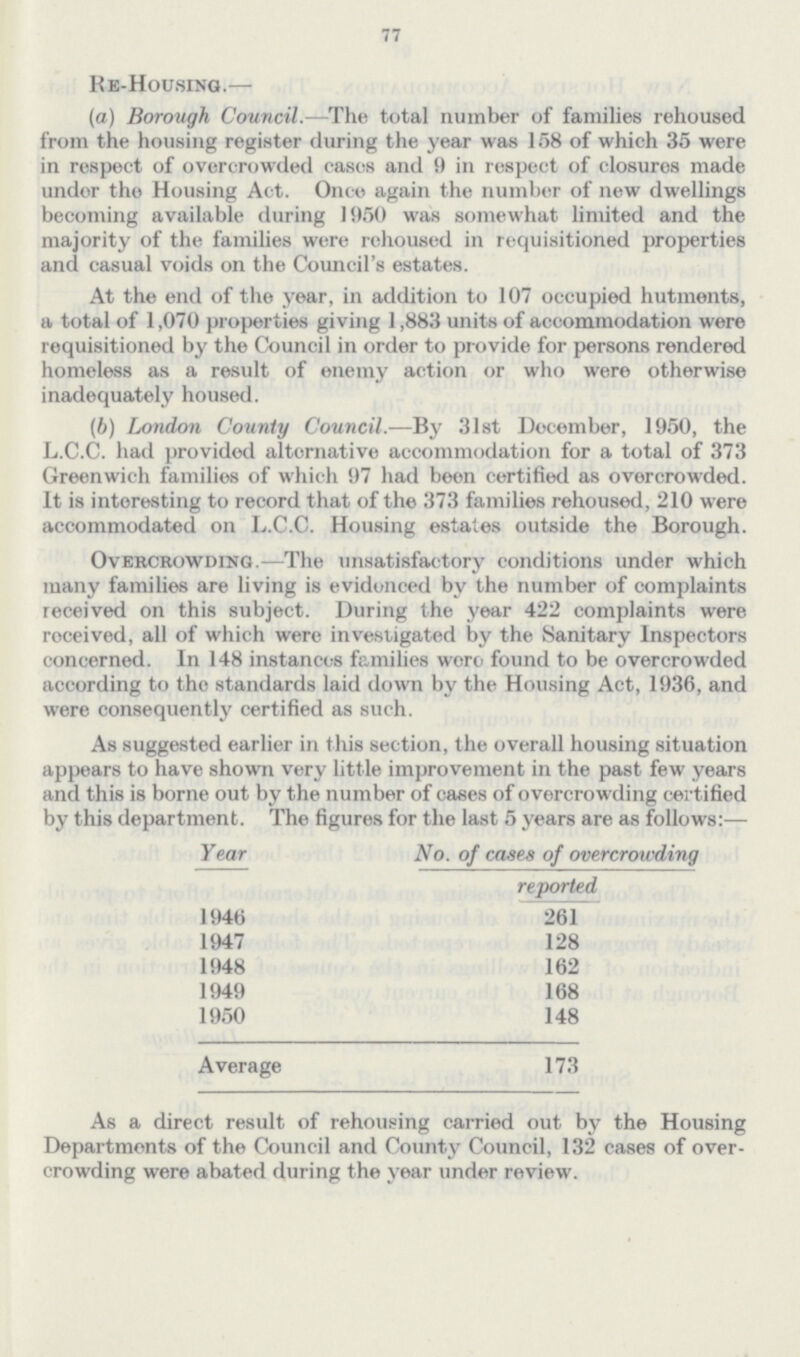 77
RE-HOUSING.—
(a) Borough Council.—The total number of families rehoused
from the housing register during the year was 158 of which 35 were
in respect of overcrowded cases and 9 in respect of closures made
under the Housing Act. Once again the number of new dwellings
becoming available during 1950 was somewhat limited and the
majority of the families were rehoused in requisitioned properties
and casual voids on the Council's estates.
At the end of the year, in addition to 107 occupied hutments,
a total of 1,070 properties giving 1,883 units of accommodation were
requisitioned by the Council in order to provide for persons rendered
homeless as a result of enemy action or who were otherwise
inadequately housed.
(b) London County Council.—By 31st December, 1950, the
L.C.C. had provided alternative accommodation for a total of 373
Greenwich families of which 97 had been certified as overcrowded.
It is interesting to record that of the 373 families rehoused, 210 were
accommodated on L.C.C. Housing estates outside the Borough.
OVERCROWDING.—The unsatisfactory conditions under which
many families are living is evidenced by the number of complaints
received on this subject. During the year 422 complaints were
received, all of which were investigated by the Sanitary Inspectors
concerned. In 148 instances families were found to be overcrowded
according to the standards laid down by the Housing Act, 1936, and
were consequently certified as such.
As suggested earlier in this section, the overall housing situation
appears to have shown very little improvement in the past few years
and this is borne out by the number of cases of overcrowding certified
by this department. The figures for the last 5 years are as follows:—
Year No. of cases of overcrowding
reported
1946 261
1947 128
1948 162
1949 168
1950 148
Average 173
As a direct result of rehousing carried out by the Housing
Departments of the Council and County Council, 132 cases of over-
crowding were abated during the year under review.